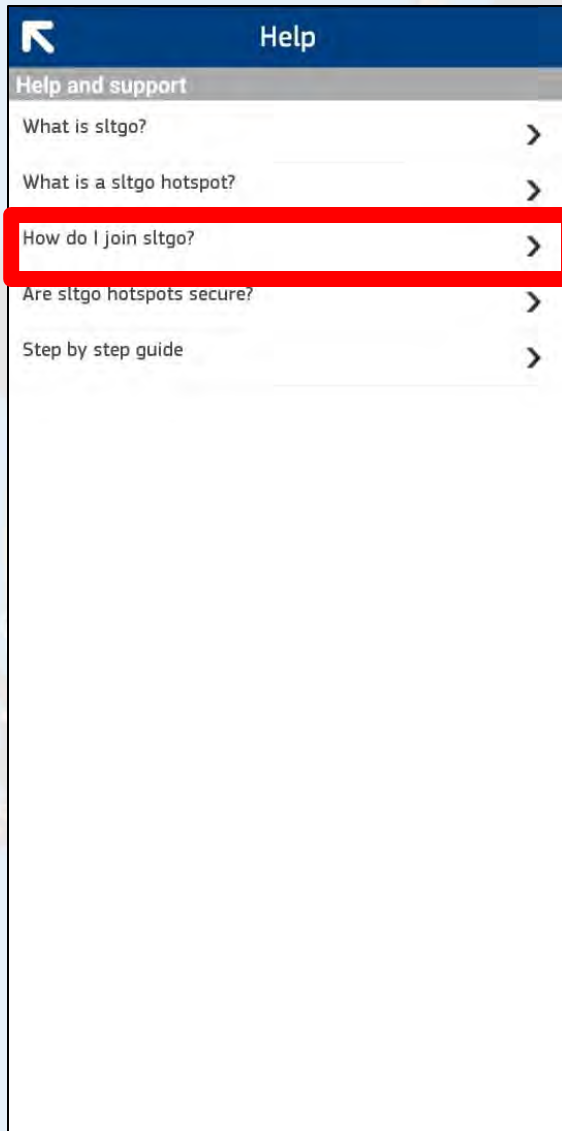 Help
Help and support
What is sltgo?
What is a sltgo hotspot?
How do I join sltgo?
Are sltgo hotspots secure?
Step by step guide